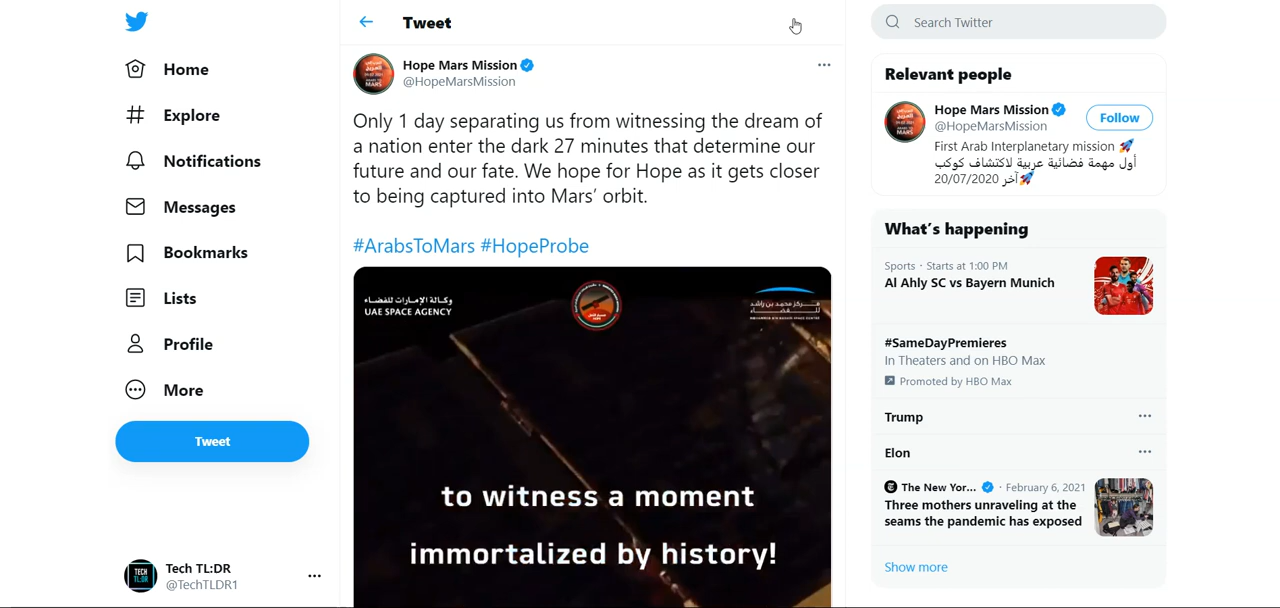 Home
Explore
Notifications
Messages
Bookmarks
Lists
Profile
More
Tweet
Tech TL:DR
@TechTLDR1
Tweet
Hope Mars Mission
@HopeMarsMission
Only 1 day separating us from witnessing the dream of
a nation enter the dark 27 minutes that determine our
future and our fate. We hope for Hope as it gets closer
to being captured into Mars’ orbit.
#ArabsToMars #HopeProbe
وكالة الإمارات للفضاء
UAE SPACE AGENCY
مركز محمد بن راشد
للفضاء
to witness a moment
immortalized by history!
Search Twitter
Relevant people
Hope Mars Mission
@HopeMarsMission
Follow
First Arab Interplanetary mission 🚀
أول مهمة فضائية عربية لاكتشاف كوكب
آخر🚀 20/07/2020
What’s happening
Sports · Starts at 1:00 PM
Al Ahly SC vs Bayern Munich
#SameDayPremieres
In Theaters and on HBO Max
Promoted by HBO Max
Trump
Elon
The New Yor... · February 6, 2021
Three mothers unraveling at the
seams the pandemic has exposed
Show more